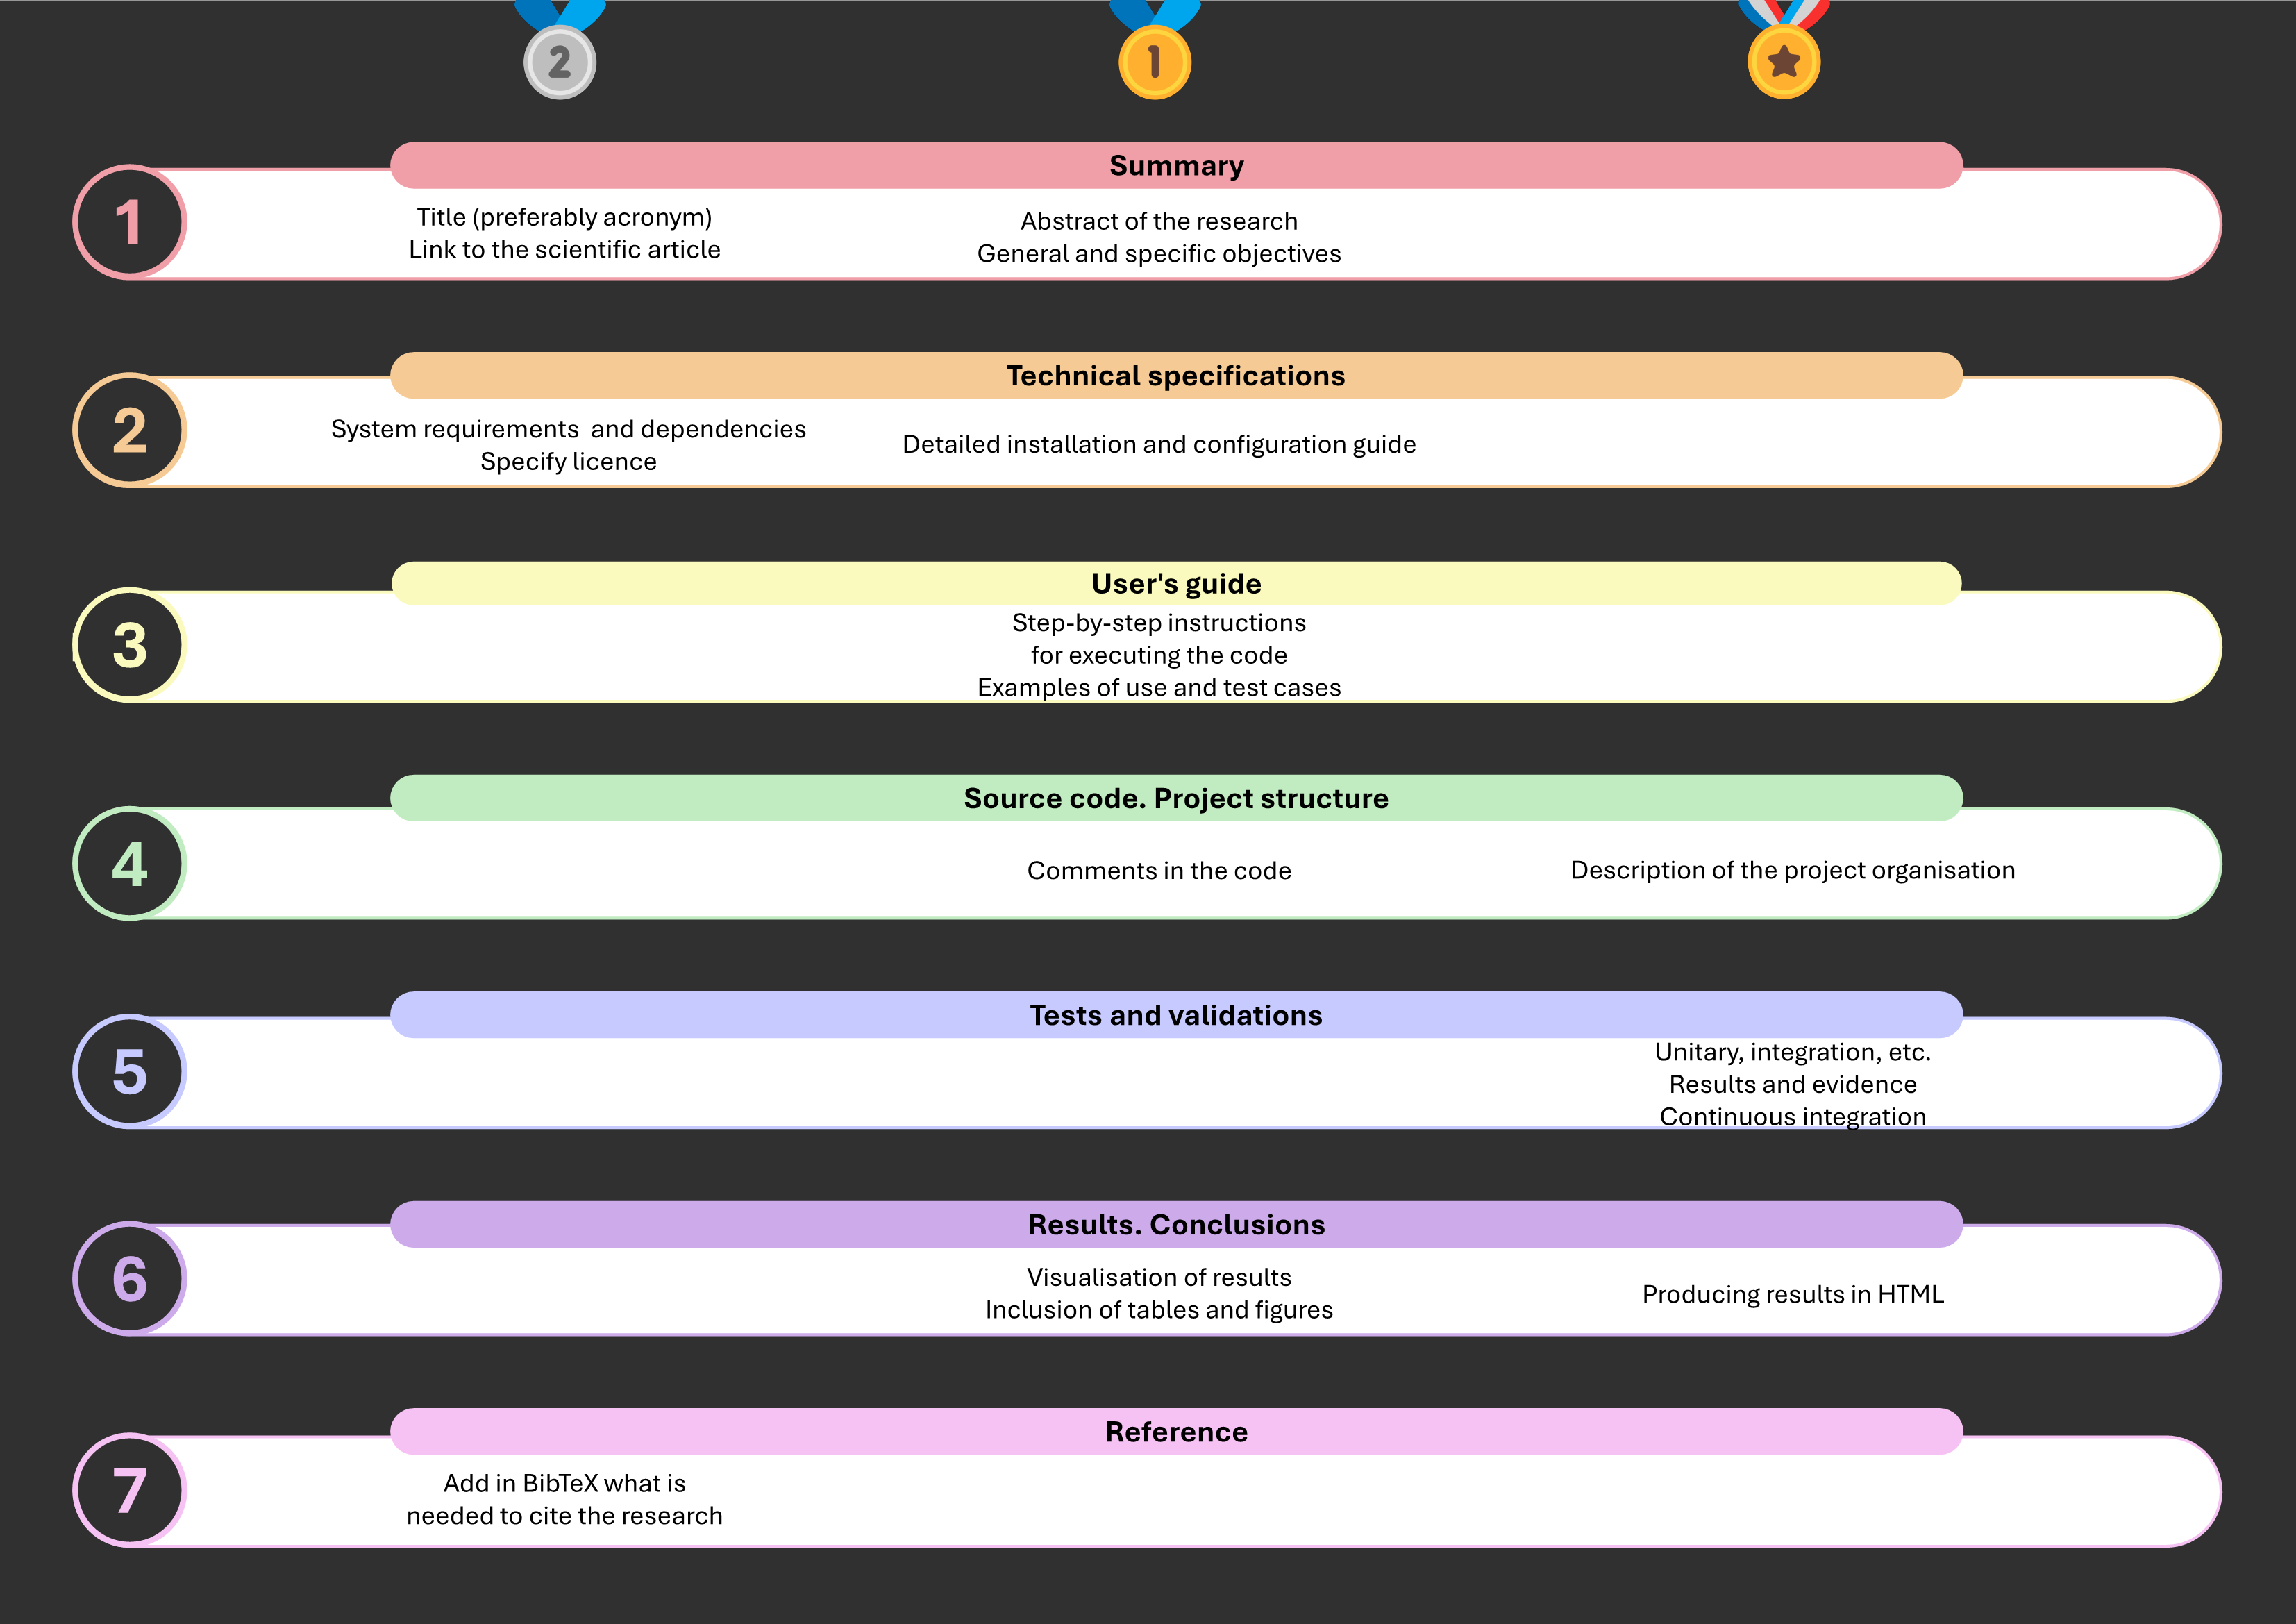 2
1
Summary
1
Title (preferably acronym)
Link to the scientific article
Abstract of the research
General and specific objectives
Technical specifications
2
System requirements  and dependencies
Specify licence
Detailed installation and configuration guide
User's guide
3
Step-by-step instructions
for executing the code
Examples of use and test cases
Source code. Project structure
4
Comments in the code
Description of the project organisation
Tests and validations
5
Unitary, integration, etc.
Results and evidence
Continuous integration
Results. Conclusions
6
Visualisation of results
Inclusion of tables and figures
Producing results in HTML
Reference
7
Add in BibTeX what is
needed to cite the research